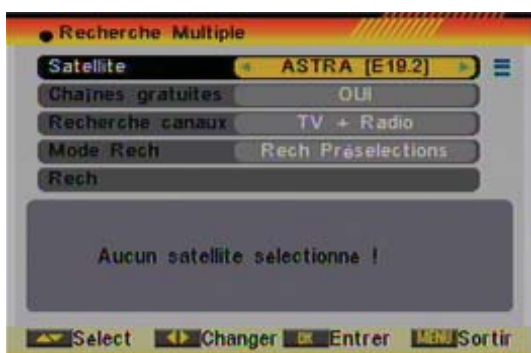 Recherche Multiple
Satellite ASTRA [E19.2]
Chaînes gratuites OUI
Recherche canaux TV + Radio
Mode Rech Rech Préselections
Rech
Aucun satellite selectionne !
Select Changer OK Entrer MENU Sortir